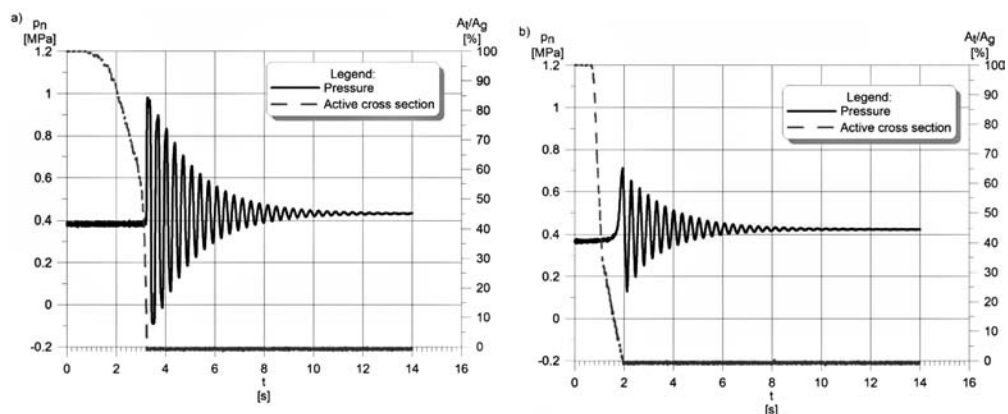 a)
pn
[MPa]
At/Ag
[%]
1.2
1
0.8
0.6
0.4
0.2
0
-0.2
100
90
80
70
60
50
40
30
20
10
0
Legend:
Pressure
Active cross section
0 2 4 6 8 10 12 14 16
t
[s]
b)
pn
[MPa]
At/Ag
[%]
1.2
1
0.8
0.6
0.4
0.2
0
-0.2
100
90
80
70
60
50
40
30
20
10
0
Legend:
Pressure
Active cross section
0 2 4 6 8 10 12 14 16
t
[s]